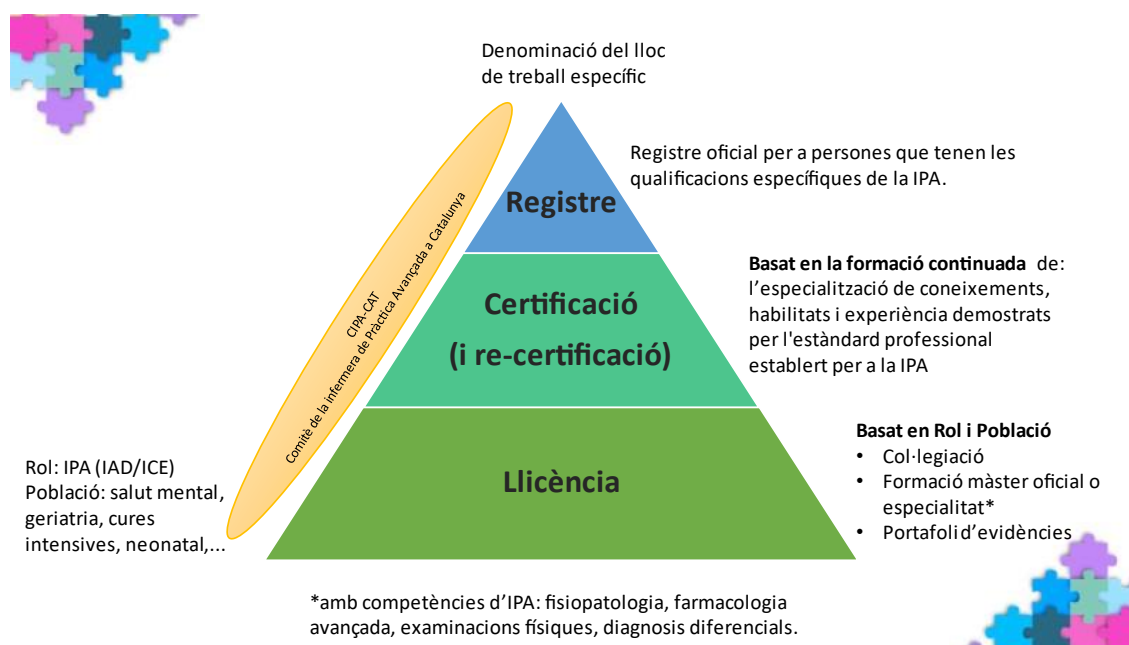 Denominació del lloc
de treball específic
Registre
Registre oficial per a persones que tenen les
qualificacions específiques de la IPA.
CIPA-CAT
Comitè de la infermera de Pràctica Avançada a Catalunya
Certificació
(i re-certificació)
Basat en la formació continuada de:
l’especialització de coneixements,
habilitats i experiència demostrats
per l'estàndard professional
establert per a la IPA
Llicència
Basat en Rol i Població
• Col·legiació
• Formació màster oficial o
especialitat*
• Portafoli d’evidències
Rol: IPA (IAD/ICE)
Població: salut mental,
geriatria, cures
intensives, neonatal,...
*amb competències d’IPA: fisiopatologia, farmacologia
avançada, examinacions físiques, diagnosis diferencials.